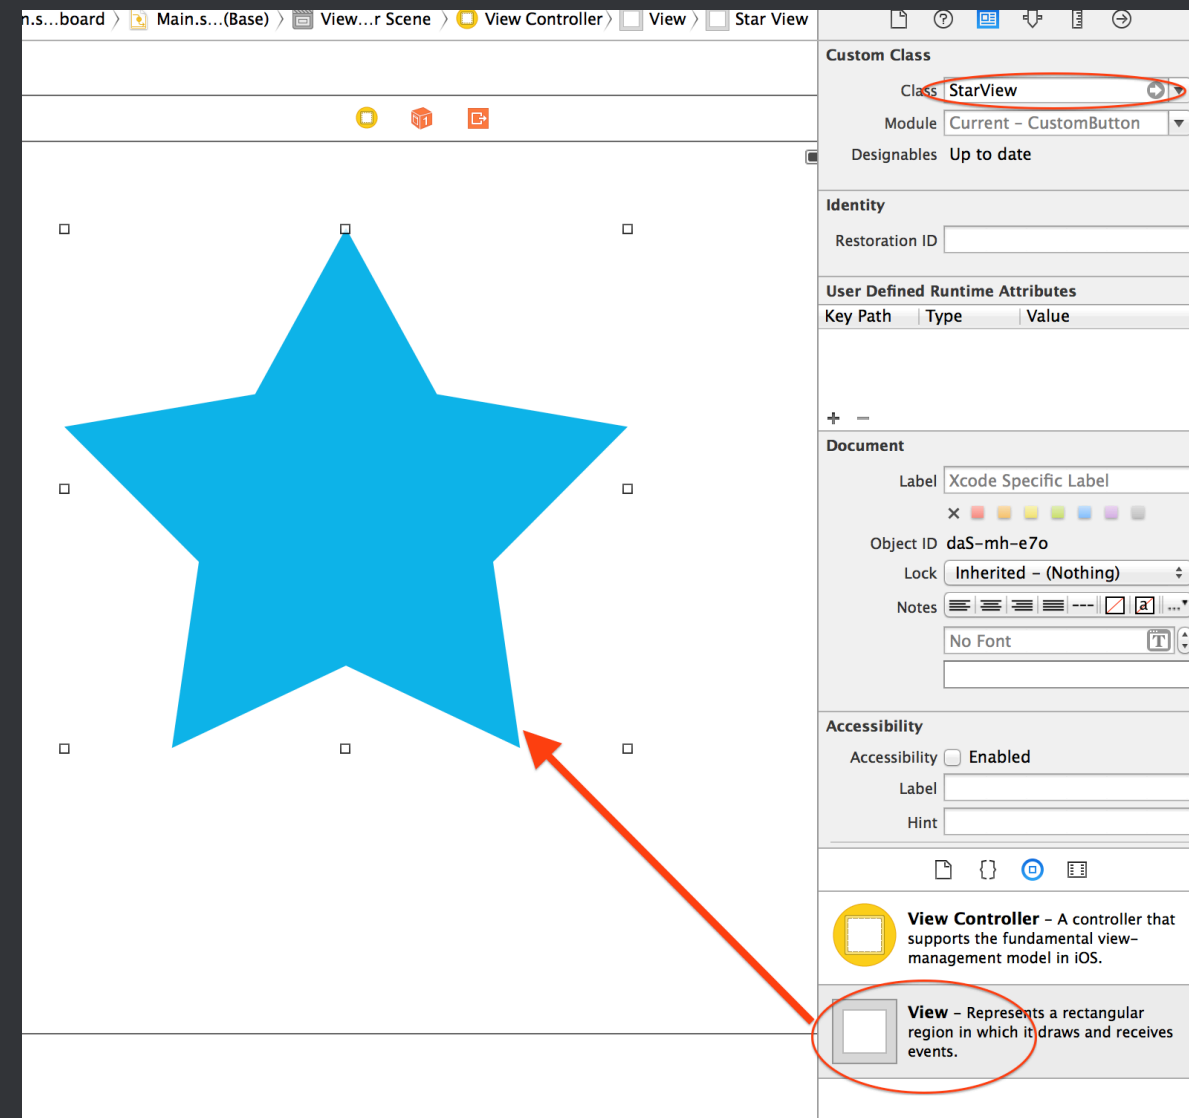 n.s...board Main.s...(Base) View...r Scene View Controller View Star View
Custom Class
Class StarView
Module Current – CustomButton
Designables Up to date
Identity
Restoration ID
User Defined Runtime Attributes
Key Path Type Value
Document
Label Xcode Specific Label
Object ID daS-mh-e7o
Lock Inherited – (Nothing)
Notes
No Font
Accessibility
Accessibility Enabled
Label
Hint
View Controller – A controller that
supports the fundamental view-
management model in iOS.
View – Represents a rectangular
region in which it draws and receives
events.